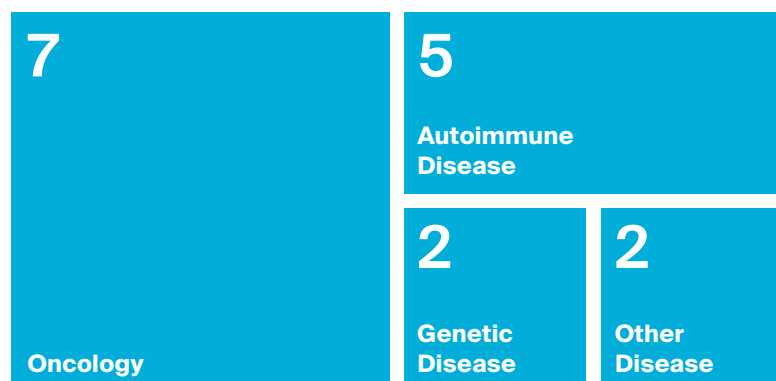 7
Oncology
5
Autoimmune
Disease
2
Genetic
Disease
2
Other
Disease